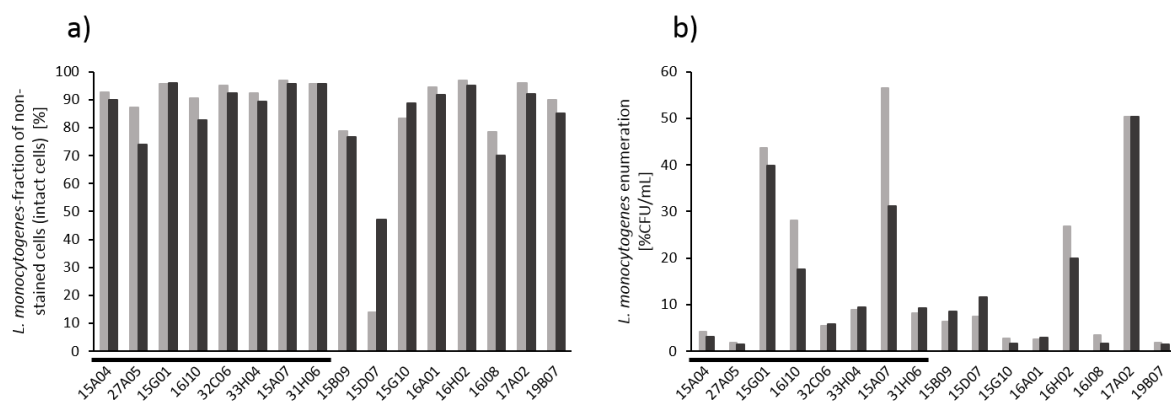 a)
L. monocytogenes-fraction of non-
stained cells (intact cells) [%]
100
90
80
70
60
50
40
30
20
10
0
15A04
27A05
15G01
16J10
32C06
33H04
15A07
31H06
15B09
15D07
15G10
16A01
16H02
16I08
17A02
19B07
b)
L. monocytogenes enumeration
[%CFU/mL]
60
50
40
30
20
10
0
15A04
27A05
15G01
16J10
32C06
33H04
15A07
31H06
15B09
15D07
15G10
16A01
16H02
16I08
17A02
19B07